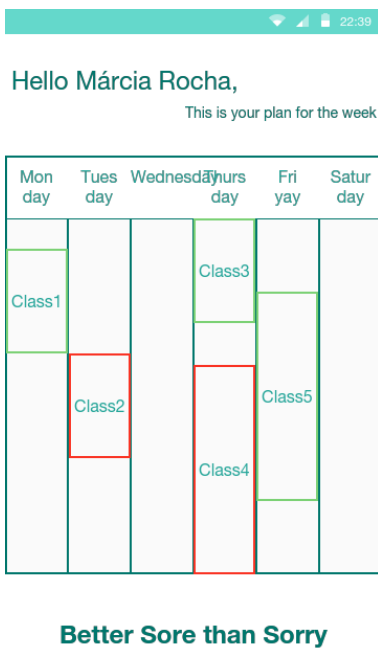 22:39
Hello Márcia Rocha,
This is your plan for the week
Mon Tues Wednesday Thurs Fri Satur
day day day yay day
Class3
Class1
Class5
Class2
Class4
Better Sore than Sorry